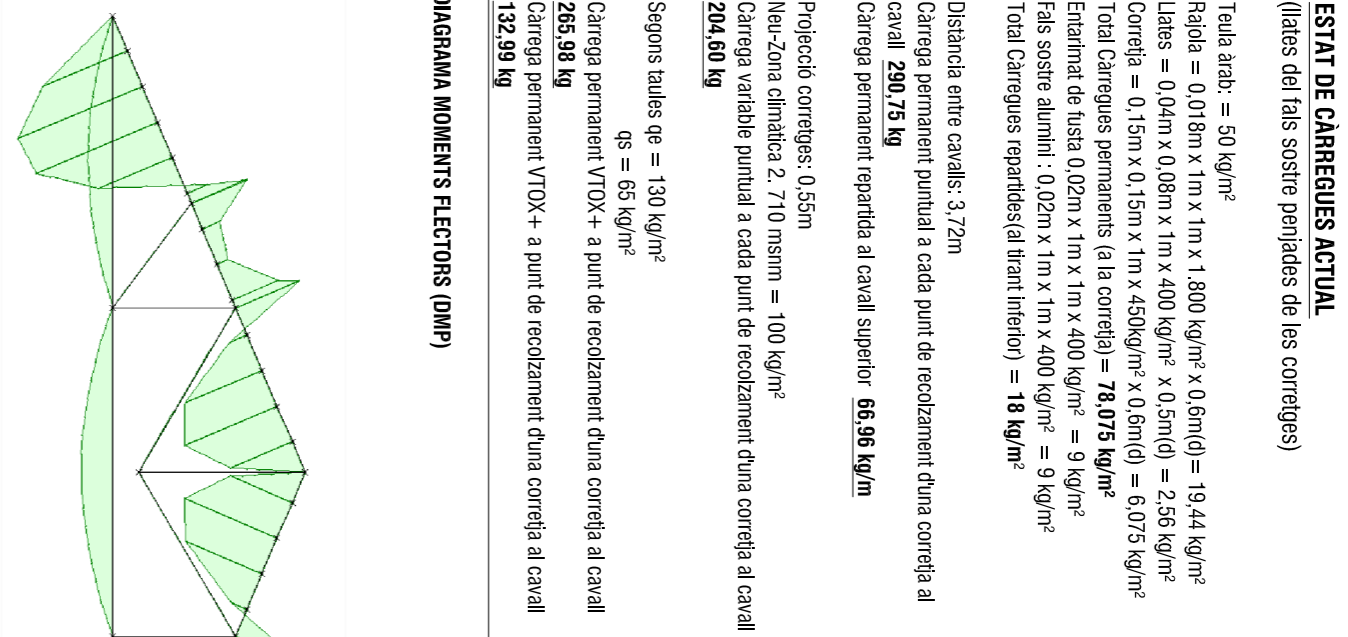 ESTAT DE CÀRREGUES ACTUAL
(llates del fals sostre penjades de les corretges)
Teula àrab: = 50 kg/m²
Rajola = 0,018m x 1m x 1m x 1.800 kg/m² x 0,6m(d)= 19,44 kg/m²
Llates = 0,04m x 0,08m x 1m x 400 kg/m² x 0,5m(d) = 2,56 kg/m²
Corretja = 0,15m x 0,15m x 1m x 450kg/m² x 0,6m(d) = 6,075 kg/m²
Total Càrregues permanents (a la corretja) = 78,075 kg/m²
Entarimat de fusta 0,02m x 1m x 1m x 400 kg/m² = 9 kg/m²
Fals sostre alumini : 0,02m x 1m x 1m x 400 kg/m² = 9 kg/m²
Total Càrregues repartides(al tirant inferior) = 18 kg/m²
Distància entre cavalls: 3,72m
Càrrega permanent puntual a cada punt de recolzament d'una corretja al
cavall 290,75 kg
Càrrega permanent repartida al cavall superior 66,96 kg/m
Projecció corretges: 0,55m
Neu-Zona climàtica 2. 710 msnm = 100 kg/m²
Càrrega variable puntual a cada punt de recolzament d'una corretja al cavall
204,60 kg
Segons taules qe = 130 kg/m²
qs = 65 kg/m²
Càrrega permanent VTOX+ a punt de recolzament d'una corretja al cavall
265,98 kg
Càrrega permanent VTOX+ a punt de recolzament d'una corretja al cavall
132,99 kg
DIAGRAMA MOMENTS FLECTORS (DMP)